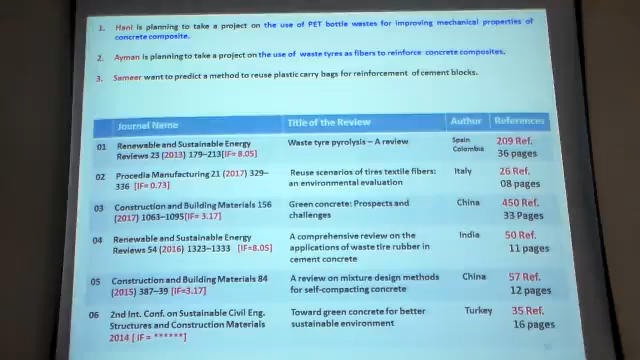 1. Hani is planning to take a project on the use of PET bottle wastes for improving mechanical properties of
concrete composite.
2. Ayman is planning to take a project on the use of waste tyres as fibers to reinforce concrete composites.
3. Sameer want to predict a method to reuse plastic carry bags for reinforcement of cement blocks.
Journal Name Title of the Review Author References
01 Renewable and Sustainable Energy Waste tyre pyrolysis – A review Spain 209 Ref.
Reviews 23 (2013) 179–213[IF= 8.05] Colombia 36 pages
02 Procedia Manufacturing 21 (2017) 329– Reuse scenarios of tires textile fibers: Italy 26 Ref.
336 [IF= 0.73] an environmental evaluation 08 pages
03 Construction and Building Materials 156 Green concrete: Prospects and China 450 Ref.
(2017) 1063–1095[IF= 3.17] challenges 33 Pages
04 Renewable and Sustainable Energy A comprehensive review on the India 50 Ref.
Reviews 54 (2016) 1323–1333 [IF=8.05] applications of waste tire rubber in 11 pages
cement concrete
05 Construction and Building Materials 84 A review on mixture design methods China 57 Ref.
(2015) 387–39 [IF=3.17] for self-compacting concrete 12 pages
06 2nd Int. Conf. on Sustainable Civil Eng. Toward green concrete for better Turkey 35 Ref.
Structures and Construction Materials sustainable environment 16 pages
2014 [ IF = ******]